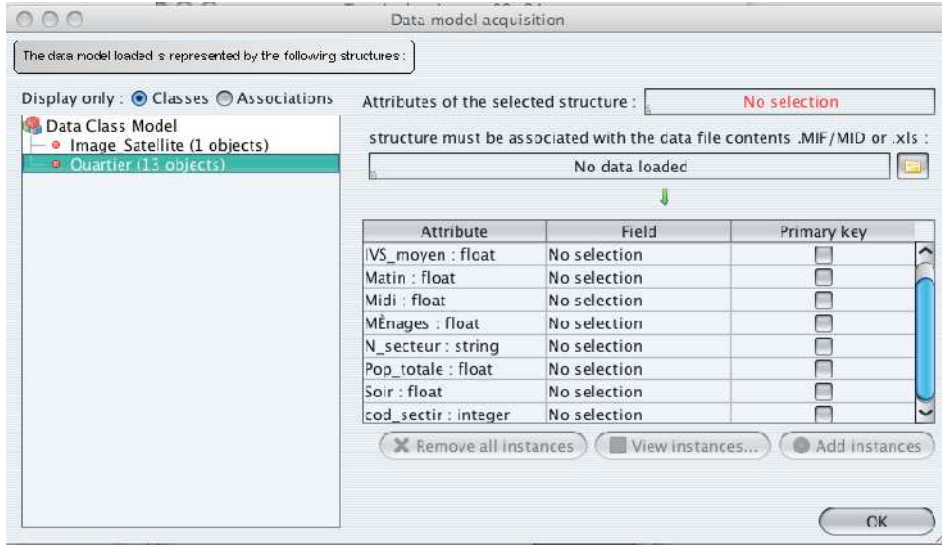 Data model acquisition
The data model loaded is represented by the following structures :
Display only : Classes Associations
Data Class Model
Image_Satellite (1 objects)
Quartier (13 objects)
Attributes of the selected structure : No selection
structure must be associated with the data file contents .MIF/MID or .xls :
No data loaded
Attribute Field Primary key
IVS_moyen : float No selection
Matin : float No selection
Midi : float No selection
MÈnages : float No selection
N_secteur : string No selection
Pop_totale : float No selection
Soir : float No selection
cod_sectir : integer No selection
Remove all instances View instances... Add instances
OK